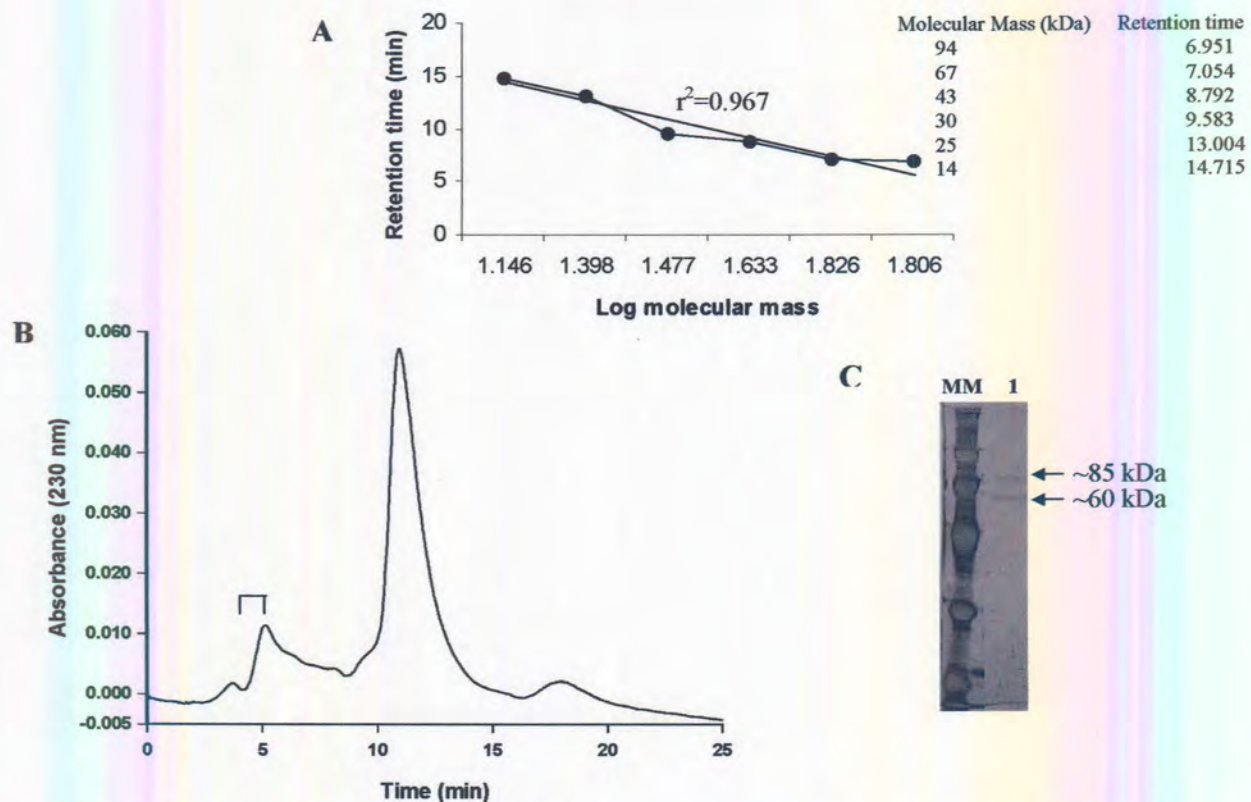 A
20
15
10
5
0
Retention time (min)
r²=0.967
1.146 1.398 1.477 1.633 1.826 1.806
Log molecular mass
Molecular Mass (kDa) Retention time
94 6.951
67 7.054
43 8.792
30 9.583
25 13.004
14 14.715
B
0.060
0.050
0.040
0.030
0.020
0.010
0.000
-0.005
Absorbance (230 nm)
0 5 10 15 20 25
Time (min)
C
MM 1
~85 kDa
~60 kDa